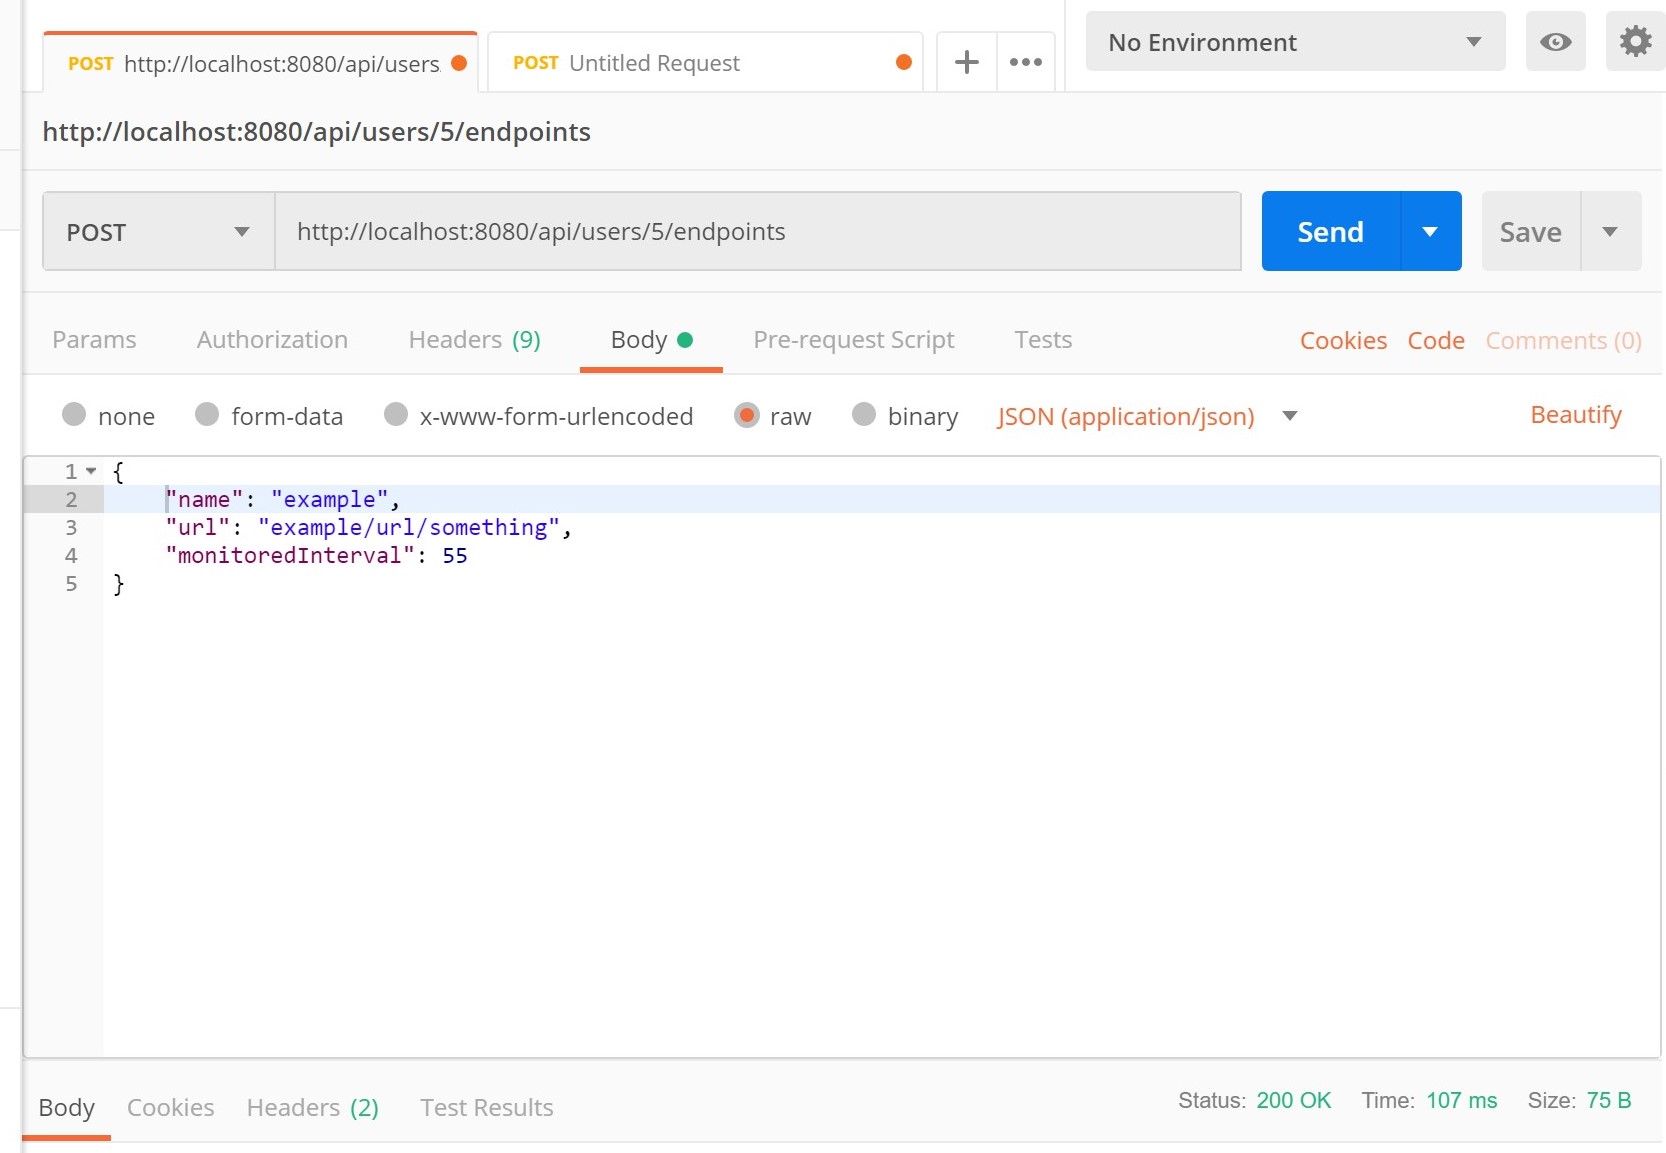 POST http://localhost:8080/api/users POST Untitled Request No Environment
http://localhost:8080/api/users/5/endpoints
POST http://localhost:8080/api/users/5/endpoints Send Save
Params Authorization Headers (9) Body Pre-request Script Tests Cookies Code Comments (0)
none form-data x-www-form-urlencoded raw binary JSON (application/json) Beautify
1 {
2 "name": "example",
3 "url": "example/url/something",
4 "monitoredInterval": 55
5 }
Body Cookies Headers (2) Test Results Status: 200 OK Time: 107 ms Size: 75 B